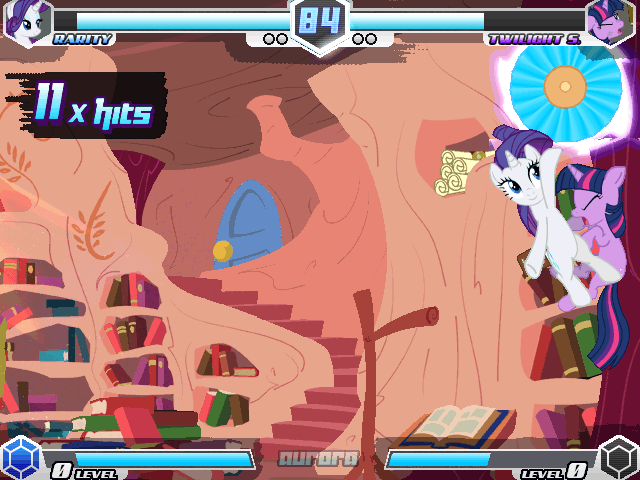 84
RARITY
TWILIGHT S.
11 x hits
0 LEVEL
aurora
LEVEL 0